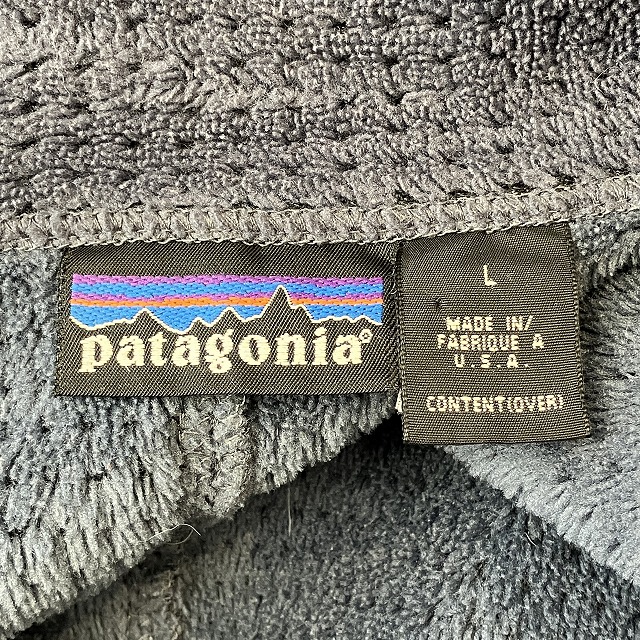 patagonia®
L
MADE IN/
FABRIQUE A
U.S.A.
CONTENT(OVER)